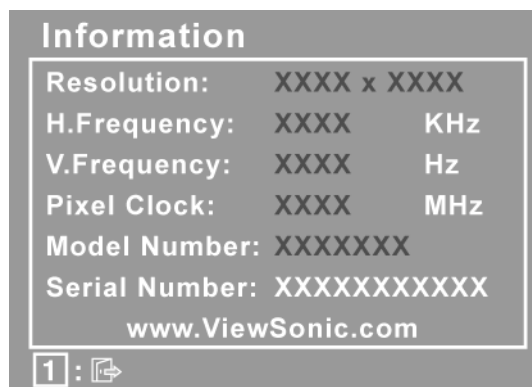 Information
Resolution: XXXX x XXXX
H.Frequency: XXXX KHz
V.Frequency: XXXX Hz
Pixel Clock: XXXX MHz
Model Number: XXXXXXX
Serial Number: XXXXXXXXXXX
www.ViewSonic.com
1 :